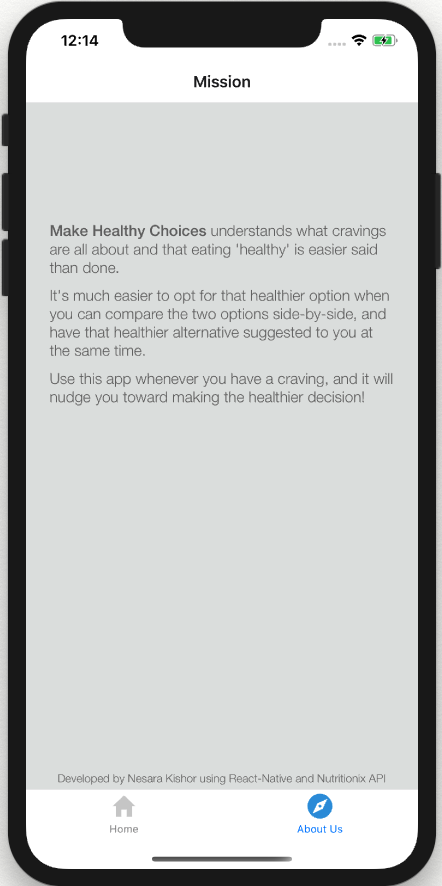 12:14
Mission
Make Healthy Choices understands what cravings
are all about and that eating 'healthy' is easier said
than done.
It's much easier to opt for that healthier option when
you can compare the two options side-by-side, and
have that healthier alternative suggested to you at
the same time.
Use this app whenever you have a craving, and it will
nudge you toward making the healthier decision!
Developed by Nesara Kishor using React-Native and Nutritionix API
Home
About Us